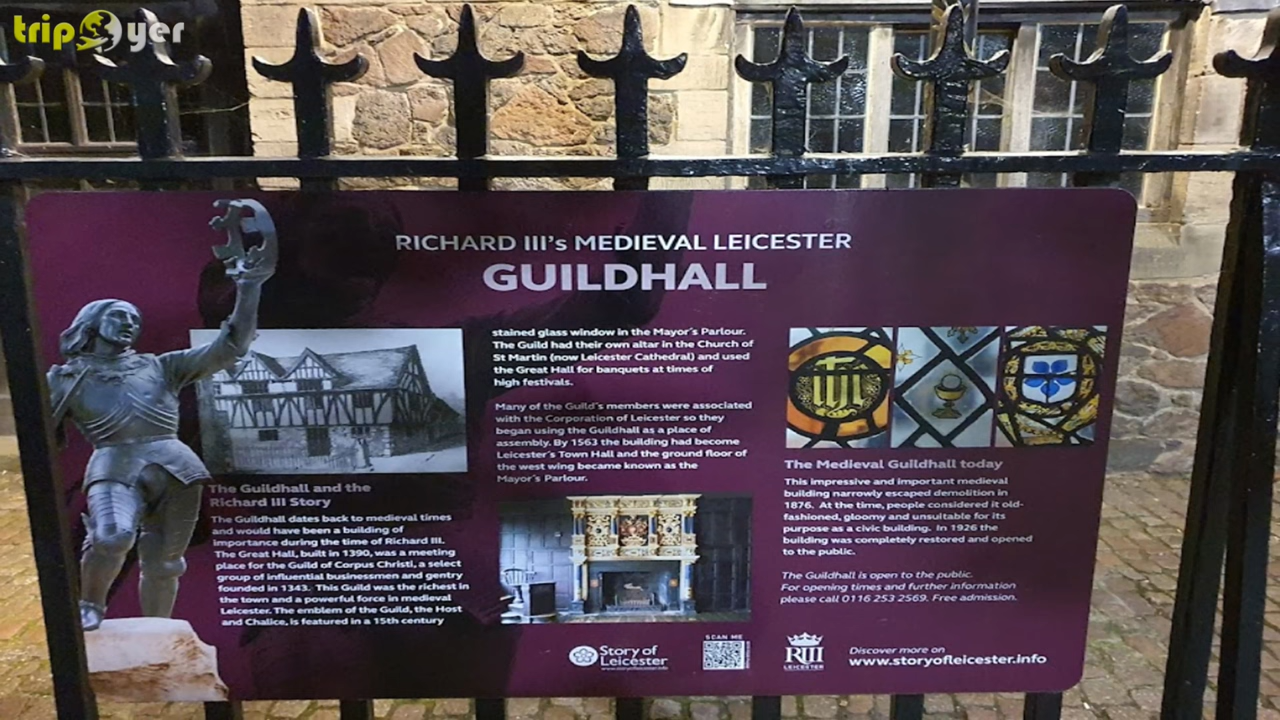 tripoyer
RICHARD III's MEDIEVAL LEICESTER
GUILDHALL
The Guildhall and the
Richard III Story
The Guildhall dates back to medieval times
and would have been a building of
importance during the time of Richard III.
The Great Hall, built in 1390, was a meeting
place for the Guild of Corpus Christi, a select
group of influential businessmen and gentry
founded in 1343. This Guild was the richest in
the town and a powerful force in medieval
Leicester. The emblem of the Guild, the Host
and Chalice, is featured in a 15th century
stained glass window in the Mayor's Parlour.
The Guild had their own altar in the Church of
St Martin (now Leicester Cathedral) and used
the Great Hall for banquets at times of
high festivals.
Many of the Guild's members were associated
with the Corporation of Leicester so they
began using the Guildhall as a place of
assembly. By 1563 the building had become
Leicester's Town Hall and the ground floor of
the west wing became known as the
Mayor's Parlour.
The Medieval Guildhall today
This impressive and important medieval
building narrowly escaped demolition in
1876. At the time, people considered it old-
fashioned, gloomy and unsuitable for its
purpose as a civic building. In 1926 the
building was completely restored and opened
to the public.
The Guildhall is open to the public.
For opening times and further information
please call 0116 253 2569. Free admission.
Story of
Leicester
www.storyofleicester.info
SCAN ME
RIII
LEICESTER
Discover more on
www.storyofleicester.info